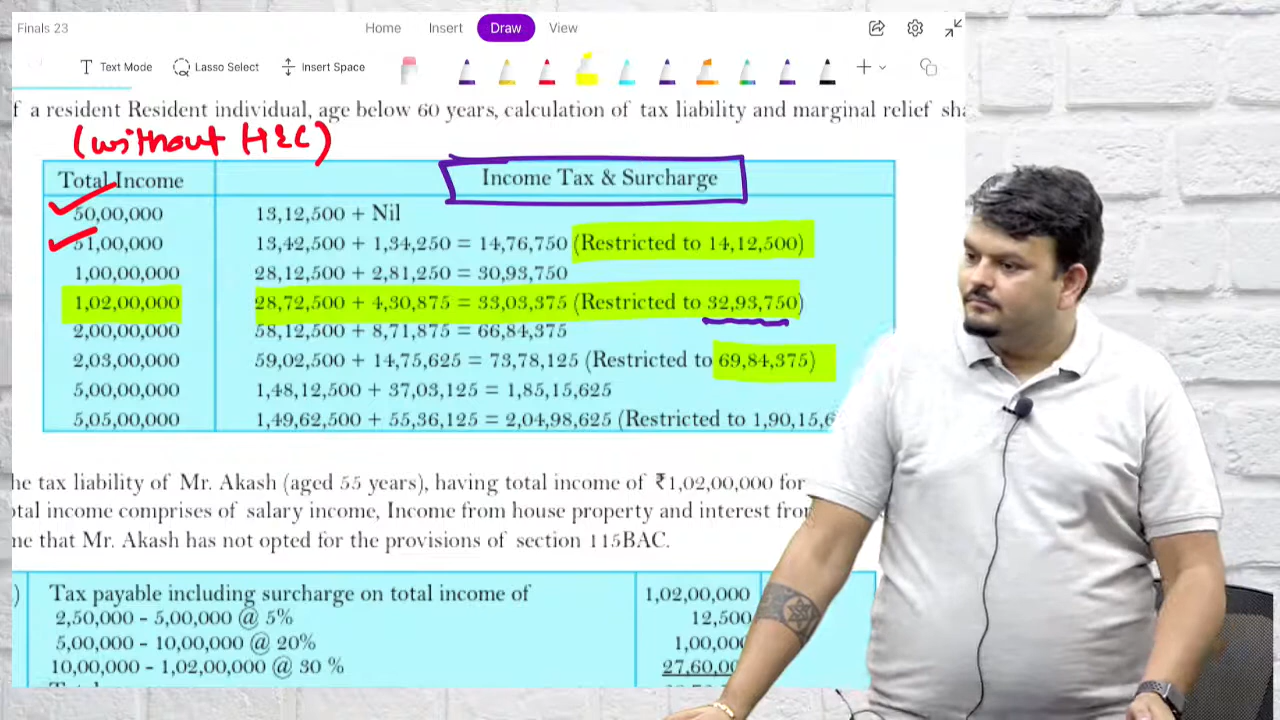 Finals 23
Home Insert Draw View
Text Mode Lasso Select Insert Space
f a resident Resident individual, age below 60 years, calculation of tax liability and marginal relief
(without H&C)
Total Income Income Tax & Surcharge
50,00,000 13,12,500 + Nil
51,00,000 13,42,500 + 1,34,250 = 14,76,750 (Restricted to 14,12,500)
1,00,00,000 28,12,500 + 2,81,250 = 30,93,750
1,02,00,000 28,72,500 + 4,30,875 = 33,03,375 (Restricted to 32,93,750)
2,00,00,000 58,12,500 + 8,71,875 = 66,84,375
2,03,00,000 59,02,500 + 14,75,625 = 73,78,125 (Restricted to 69,84,375)
5,00,00,000 1,48,12,500 + 37,03,125 = 1,85,15,625
5,05,00,000 1,49,62,500 + 55,36,125 = 2,04,98,625 (Restricted to 1,90,15,6
he tax liability of Mr. Akash (aged 55 years), having total income of ₹1,02,00,000 for
otal income comprises of salary income, Income from house property and interest from
me that Mr. Akash has not opted for the provisions of section 115BAC.
) Tax payable including surcharge on total income of 1,02,00,000
2,50,000 – 5,00,000 @ 5% 12,500
5,00,000 – 10,00,000 @ 20% 1,00,00
10,00,000 – 1,02,00,000 @ 30 % 27,60,00